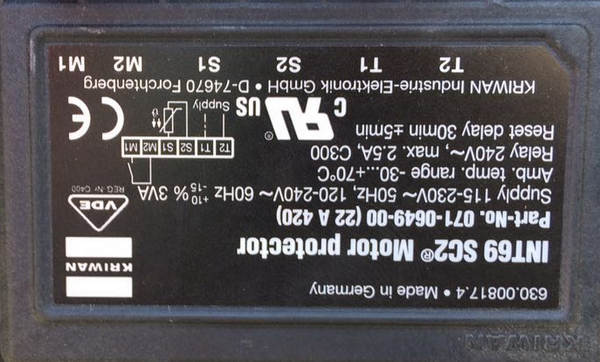 KRIWAN
630.00817.4 • Made in Germany
KRIWAN
INT69 SC2® Motor protector
Part-No. 071-0649-00 (22 A 420)
Supply 115-230V~ 50Hz, 120-240V~ 60Hz +10 -15 % 3VA
Amb. temp. range -30...+70°C
Relay 240V~, max. 2.5A, C300
Reset delay 30min ±5min
VDE
REG.-Nr. C400
T2 T1 S2 S1 M2 M1
Supply
C UR US ®
CE
KRIWAN Industrie-Elektronik GmbH • D-74670 Forchtenberg
T2 T1 S2 S1 M2 M1